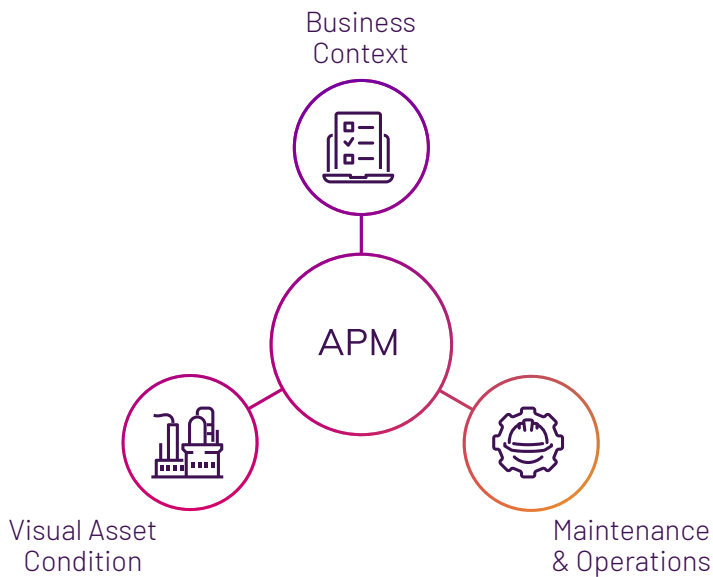 Business
Context
APM
Visual Asset
Condition
Maintenance
& Operations